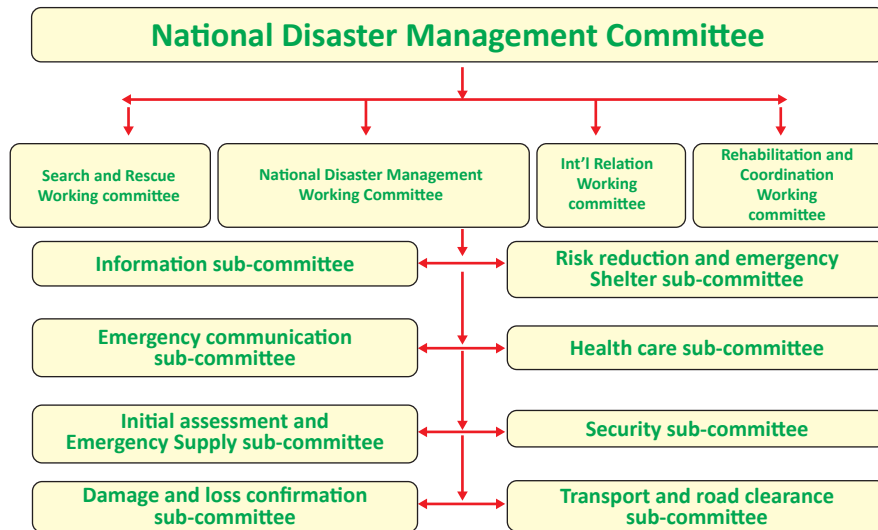 National Disaster Management Committee
Search and Rescue
Working committee
National Disaster Management
Working Committee
Int'l Relation
Working
committee
Rehabilitation and
Coordination
Working
committee
Information sub-committee
Risk reduction and emergency
Shelter sub-committee
Emergency communication
sub-committee
Health care sub-committee
Initial assessment and
Emergency Supply sub-committee
Security sub-committee
Damage and loss confirmation
sub-committee
Transport and road clearance
sub-committee